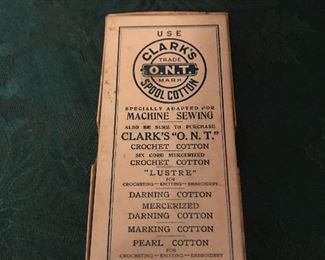 USE
CLARK'S
TRADE
O.N.T.
MARK
SPOOL COTTON
SPECIALLY ADAPTED FOR
MACHINE SEWING
ALSO BE SURE TO PURCHASE
CLARK'S "O. N. T."
CROCHET COTTON
SIX CORD MERCERIZED
CROCHET COTTON
"LUSTRE"
FOR
CROCHETING—KNITING—EMBROIDERY
DARNING COTTON
MERCERIZED
DARNING COTTON
MARKING COTTON
PEARL COTTON
FOR
CROCHETING—KNITING—EMBROIDERY